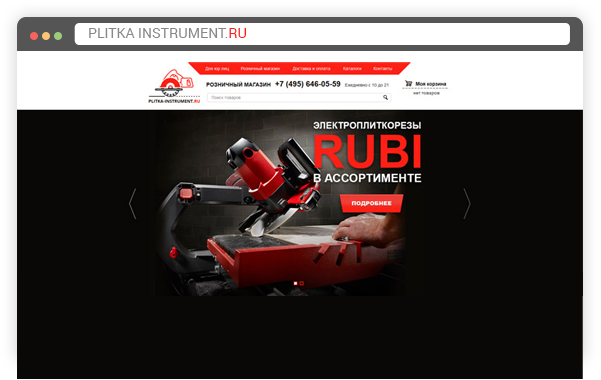 PLITKA INSTRUMENT.RU
Для юр лиц Розничный магазин Доставка и оплата Каталоги Контакты
PLITKA-INSTRUMENT.RU
РОЗНИЧНЫЙ МАГАЗИН +7 (495) 646-05-59 Ежедневно с 10 до 21
Моя корзина
Поиск товаров
нет товаров
ЭЛЕКТРОПЛИТКОРЕЗЫ
RUBI
В АССОРТИМЕНТЕ
ПОДРОБНЕЕ